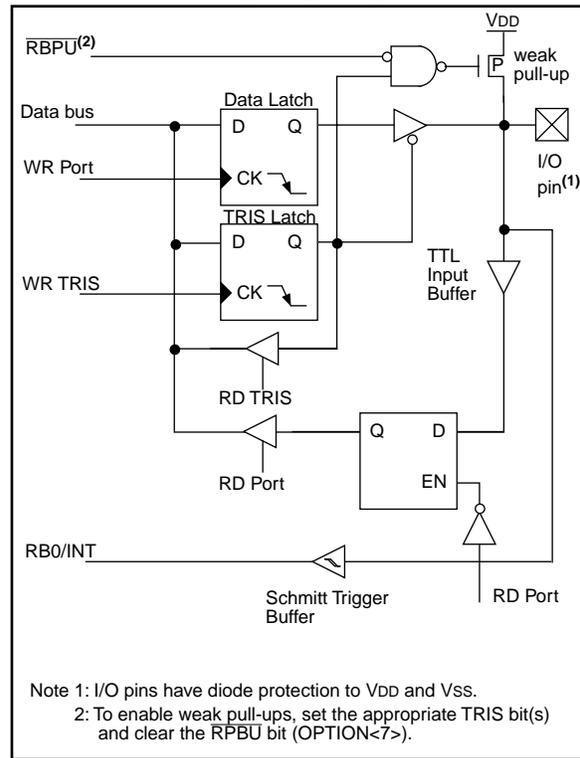 VDD
RBPU(2)
weak
pull-up
P
Data bus
Data Latch
D Q
I/O
pin(1)
WR Port
CK
TRIS Latch
D Q
TTL
Input
Buffer
WR TRIS
CK
RD TRIS
Q D
RD Port
EN
RB0/INT
Schmitt Trigger
Buffer
RD Port
Note 1: I/O pins have diode protection to VDD and VSS.
2: To enable weak pull-ups, set the appropriate TRIS bit(s)
and clear the RPBU bit (OPTION<7>).